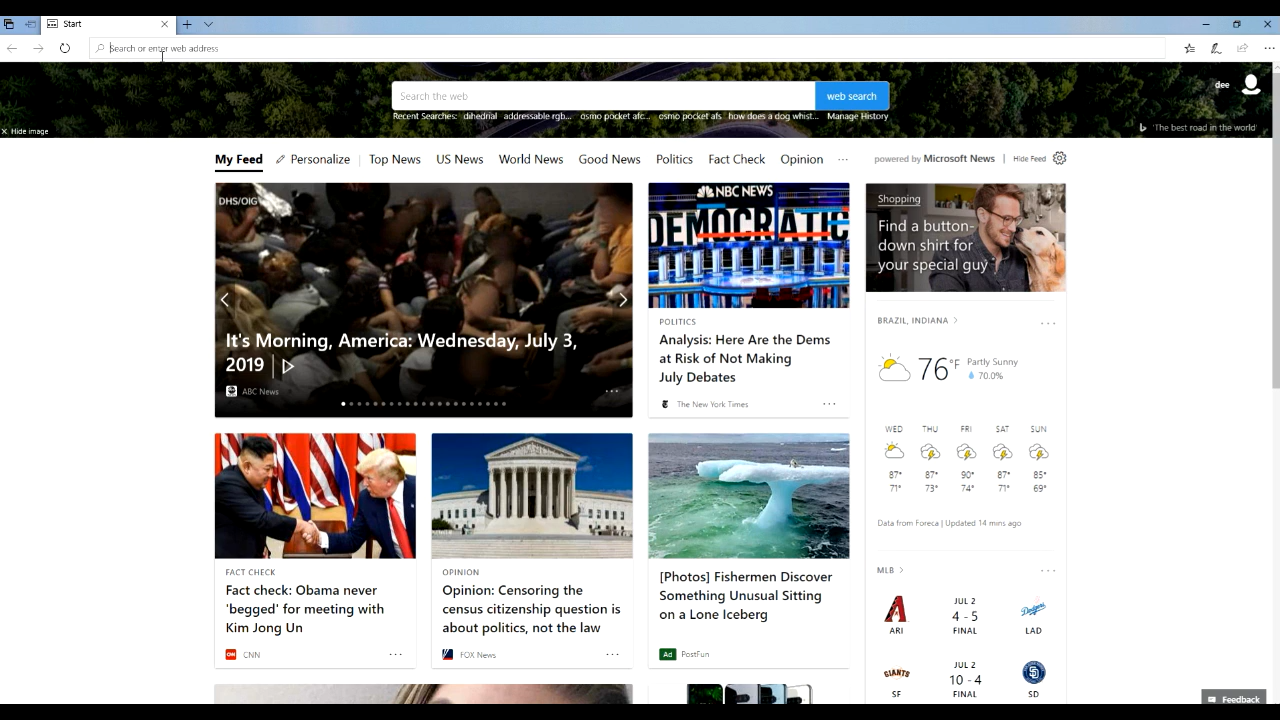 Start
Search or enter web address
Search the web
web search
dee
Recent Searches: dihedrial addressable rgb... osmo pocket afc... osmo pocket afs how does a dog whist... Manage History
Hide image
'The best road in the world'
My Feed Personalize Top News US News World News Good News Politics Fact Check Opinion ...
powered by Microsoft News | Hide Feed
DHS/OIG
It's Morning, America: Wednesday, July 3,
2019
ABC News
NBC NEWS
DEMOCRATIC
POLITICS
Analysis: Here Are the Dems
at Risk of Not Making
July Debates
The New York Times
Shopping
Find a button-
down shirt for
your special guy
BRAZIL, INDIANA
76°F
Partly Sunny
70.0%
WED THU FRI SAT SUN
87° 87° 90° 87° 85°
71° 73° 74° 71° 69°
Data from Foreca | Updated 14 mins ago
FACT CHECK
Fact check: Obama never
'begged' for meeting with
Kim Jong Un
CNN
OPINION
Opinion: Censoring the
census citizenship question is
about politics, not the law
FOX News
[Photos] Fishermen Discover
Something Unusual Sitting
on a Lone Iceberg
Ad PostFun
MLB
JUL 2
4 - 5
ARI FINAL LAD
JUL 2
GIANTS
10 - 4
SF FINAL SD
Feedback